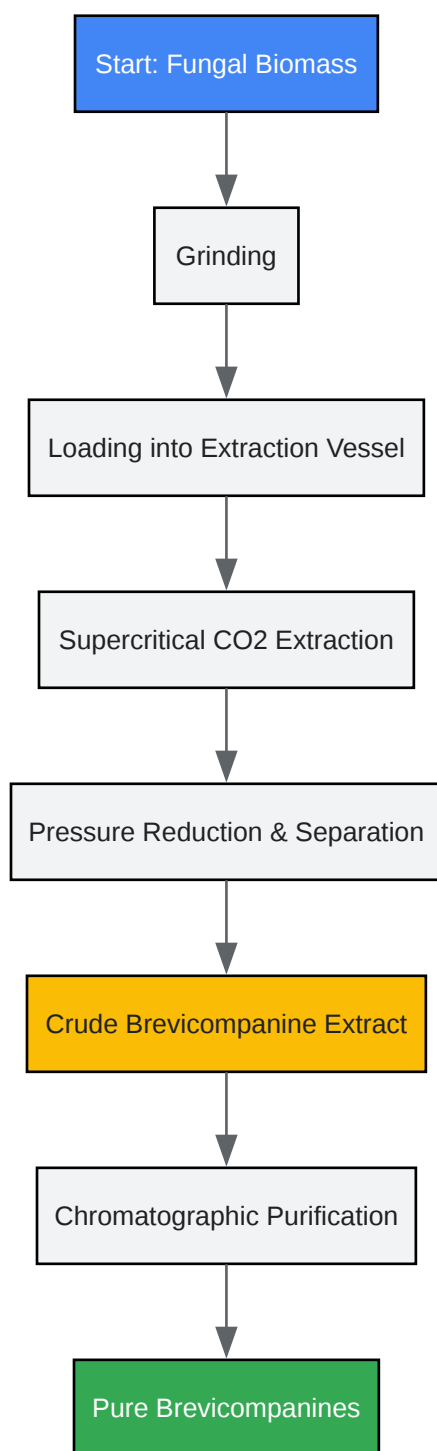 Start: Fungal Biomass
Grinding
Loading into Extraction Vessel
Supercritical CO2 Extraction
Pressure Reduction & Separation
Crude Brevicompanine Extract
Chromatographic Purification
Pure Brevicompanines